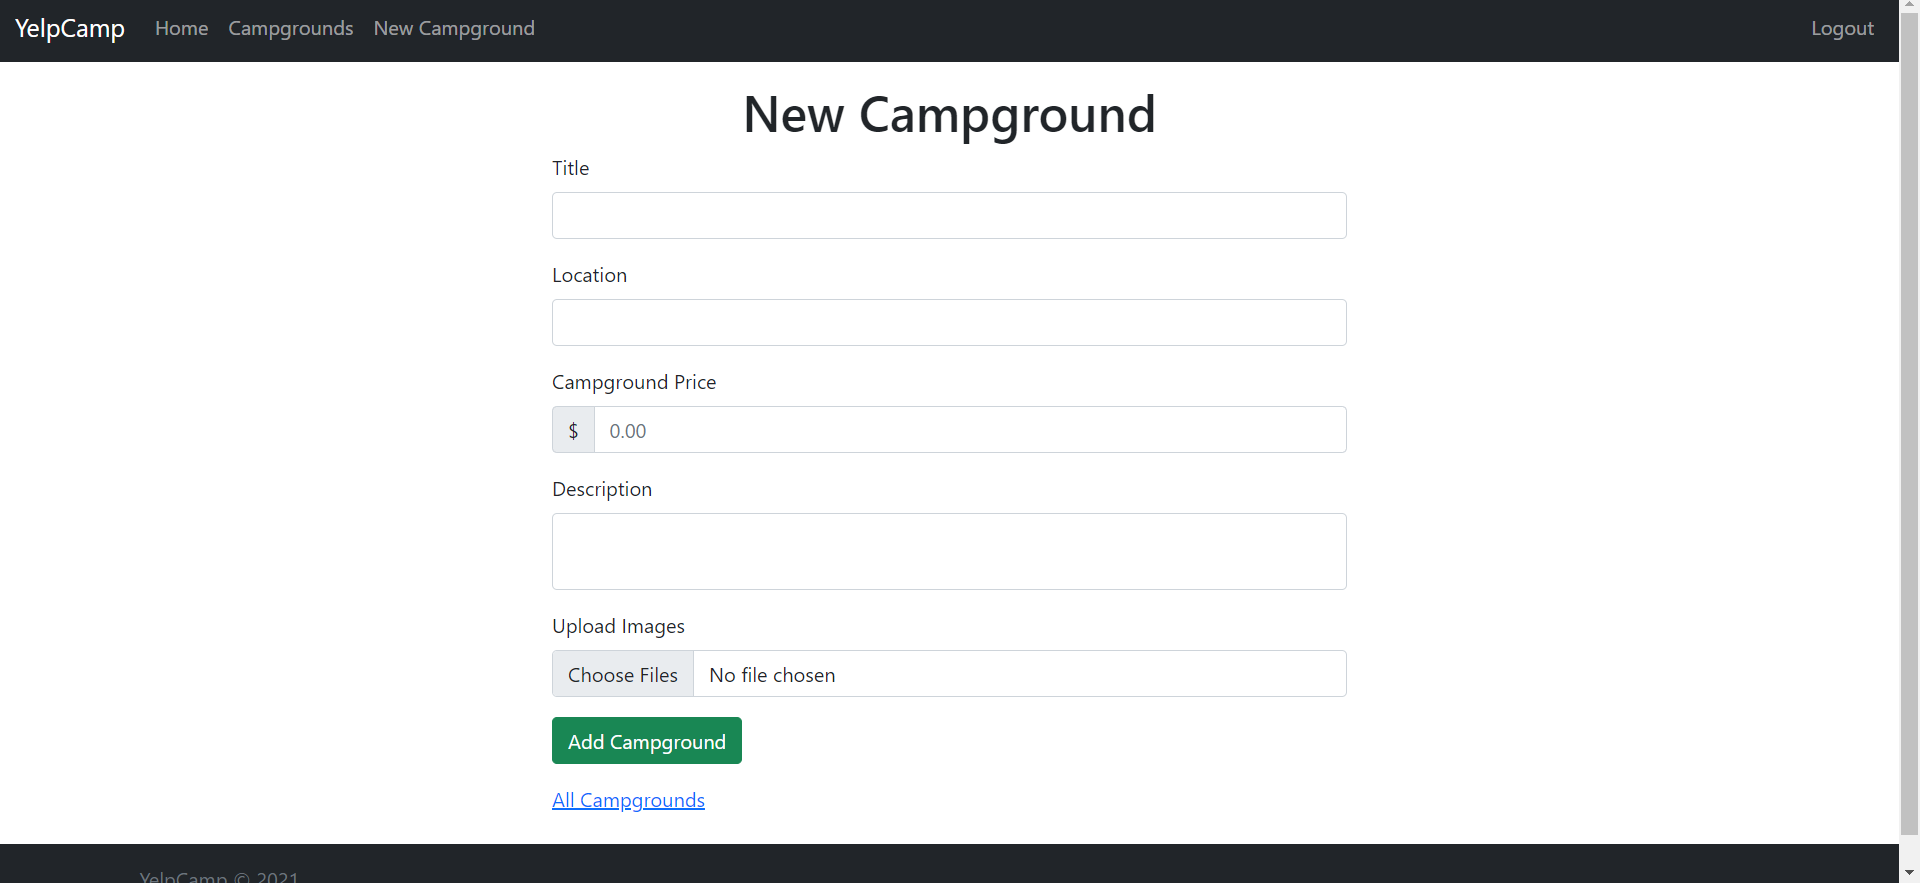 YelpCamp Home Campgrounds New Campground Logout
New Campground
Title
Location
Campground Price
$ 0.00
Description
Upload Images
Choose Files No file chosen
Add Campground
All Campgrounds
YelpCamp © 2021